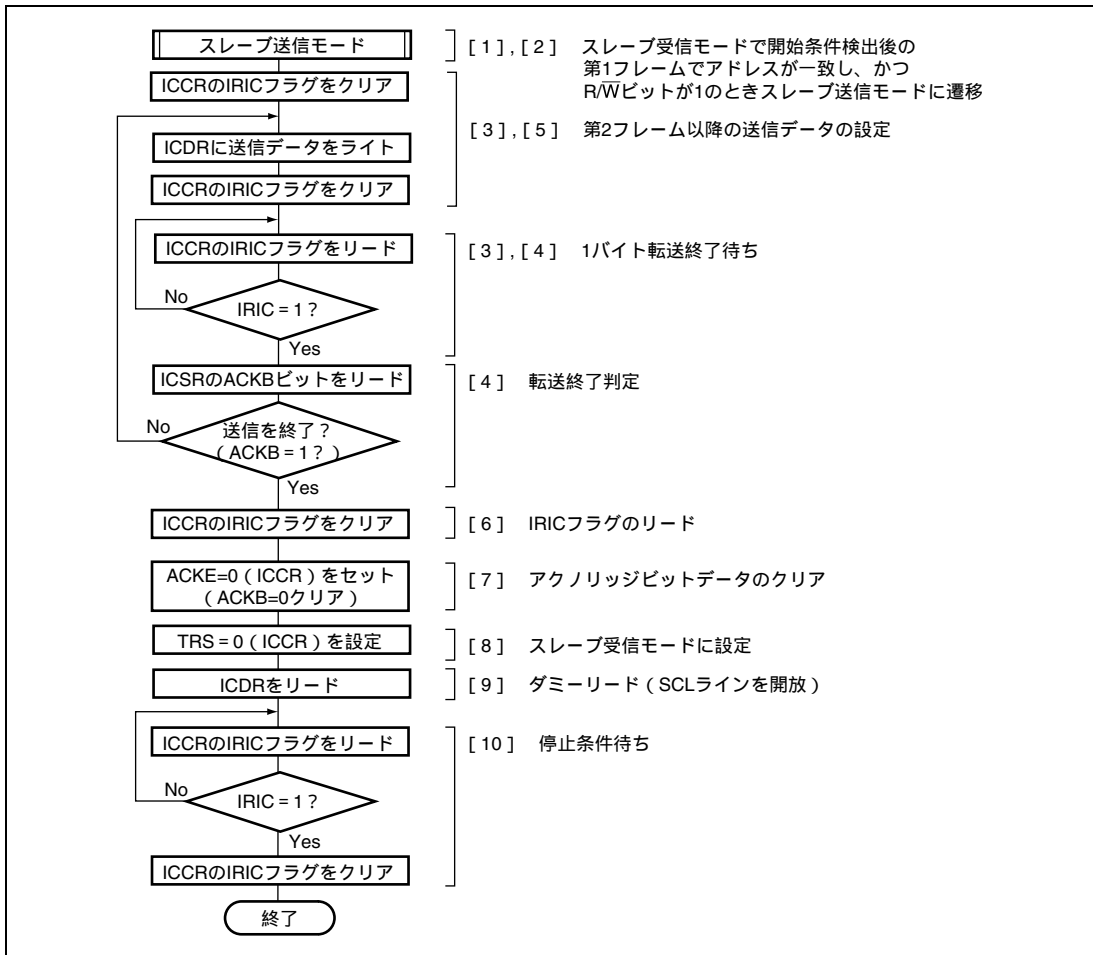 スレーブ送信モード
[1],[2] スレーブ受信モードで開始条件検出後の
第1フレームでアドレスが一致し、かつ
R/W̅ビットが1のときスレーブ送信モードに遷移
ICCRのIRICフラグをクリア
[3],[5] 第2フレーム以降の送信データの設定
ICDRに送信データをライト
ICCRのIRICフラグをクリア
ICCRのIRICフラグをリード
[3],[4] 1バイト転送終了待ち
No
IRIC = 1?
Yes
ICSRのACKBビットをリード
[4] 転送終了判定
No
送信を終了?
(ACKB = 1?)
Yes
ICCRのIRICフラグをクリア
[6] IRICフラグのリード
ACKE=0(ICCR)をセット
(ACKB=0クリア)
[7] アクノリッジビットデータのクリア
TRS = 0(ICCR)を設定
[8] スレーブ受信モードに設定
ICDRをリード
[9] ダミーリード(SCLラインを開放)
ICCRのIRICフラグをリード
[10] 停止条件待ち
No
IRIC = 1?
Yes
ICCRのIRICフラグをクリア
終了